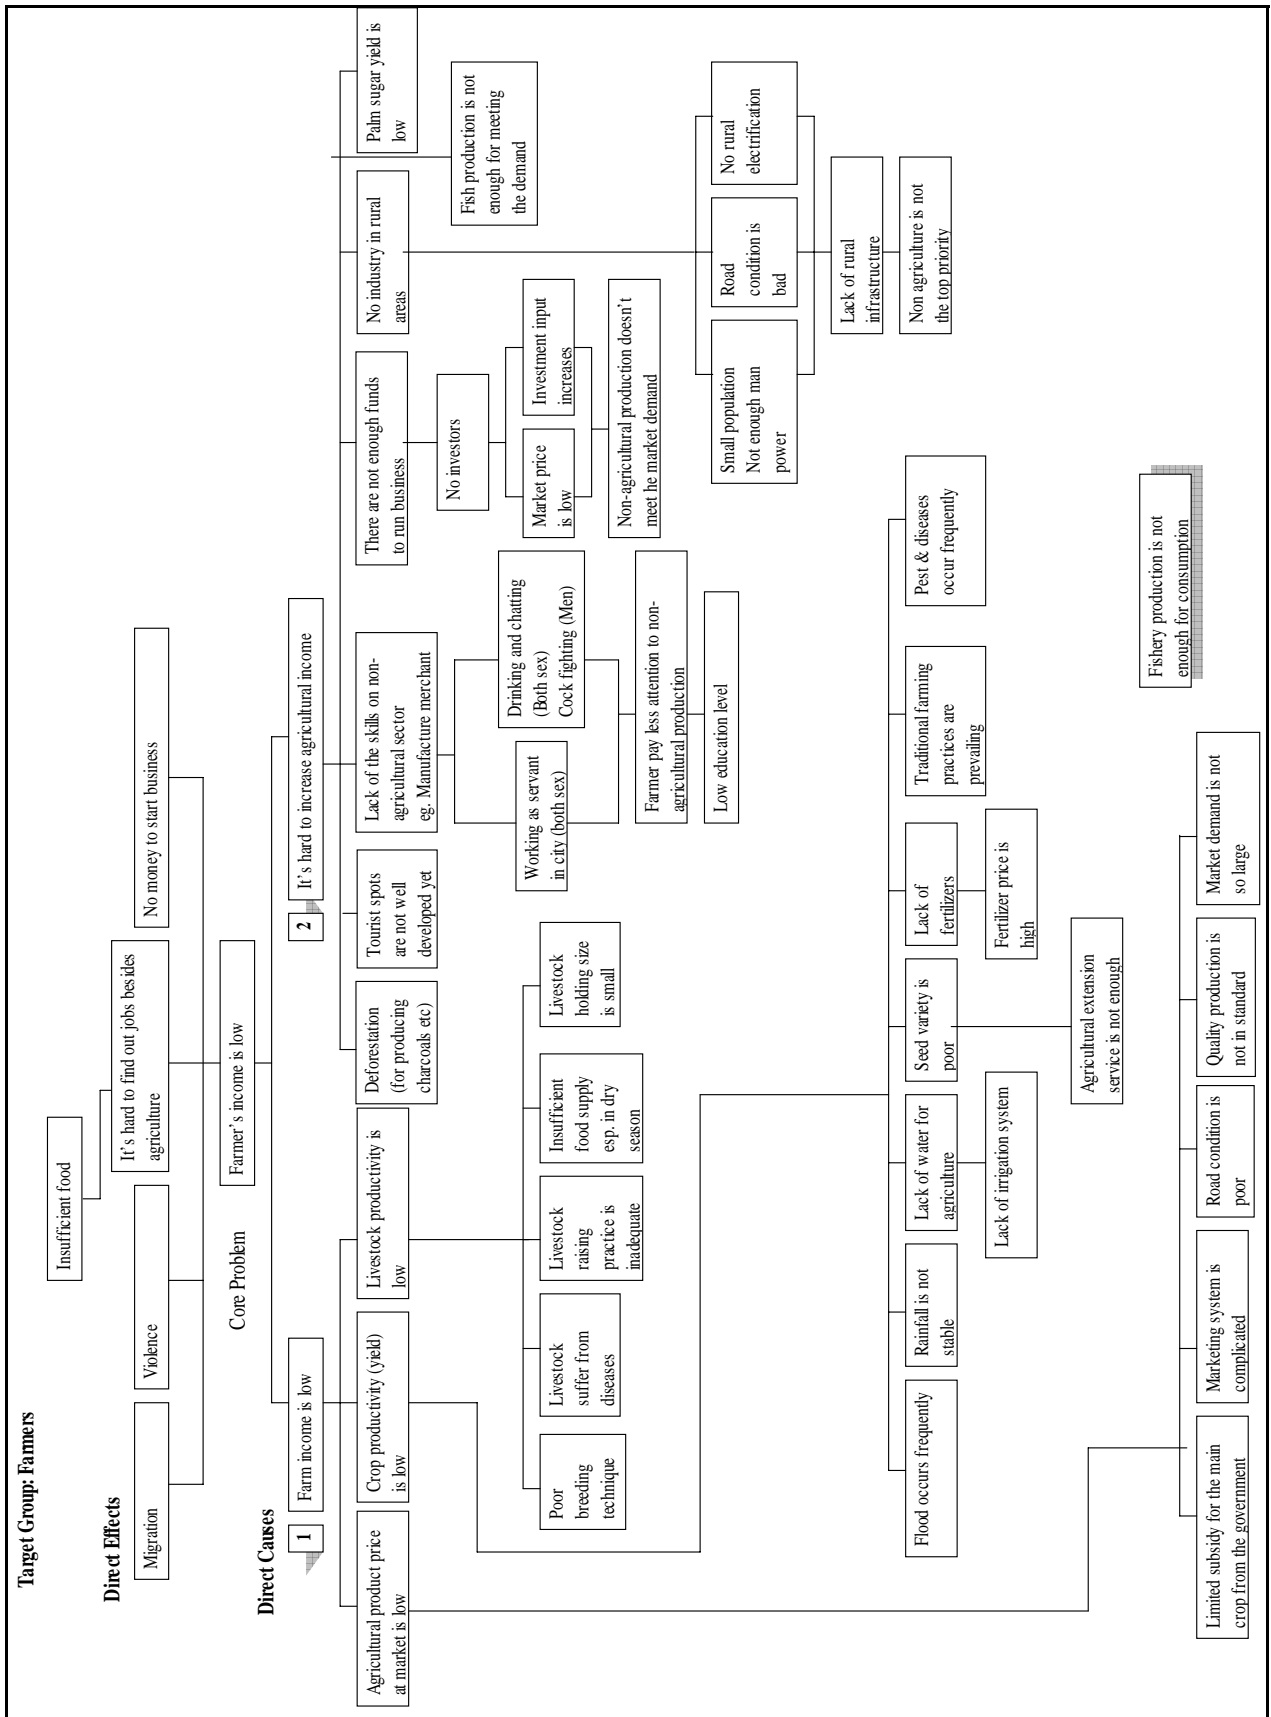 Target Group: Farmers
Insufficient food
Direct Effects
Migration
Violence
It's hard to find out jobs besides
agriculture
No money to start business
Core Problem
Farmer's income is low
Direct Causes
1
Farm income is low
2
It's hard to increase agricultural income
Agricultural product price
at market is low
Crop productivity (yield)
is low
Livestock productivity is
low
Deforestation
(for producing
charcoals etc)
Tourist spots
are not well
developed yet
Lack of the skills on non-
agricultural sector
eg. Manufacture merchant
There are not enough funds
to run business
No industry in rural
areas
Palm sugar yield is
low
Fish production is not
enough for meeting
the demand
No investors
Market price
is low
Investment input
increases
Non-agricultural production doesn't
meet he market demand
Working as servant
in city (both sex)
Drinking and chatting
(Both sex)
Cock fighting (Men)
Farmer pay less attention to non-
agricultural production
Low education level
Poor
breeding
technique
Livestock
suffer from
diseases
Livestock
raising
practice is
inadequate
Insufficient
food supply
esp. in dry
season
Livestock
holding size
is small
Small population
Not enough man
power
Road
condition is
bad
No rural
electrification
Lack of rural
infrastructure
Non agriculture is not
the top priority
Flood occurs frequently
Rainfall is not
stable
Lack of water for
agriculture
Seed variety is
poor
Lack of
fertilizers
Traditional farming
practices are
prevailing
Pest & diseases
occur frequently
Lack of irrigation system
Fertilizer price is
high
Agricultural extension
service is not enough
Fishery production is not
enough for consumption
Limited subsidy for the main
crop from the government
Marketing system is
complicated
Road condition is
poor
Quality production is
not in standard
Market demand is not
so large